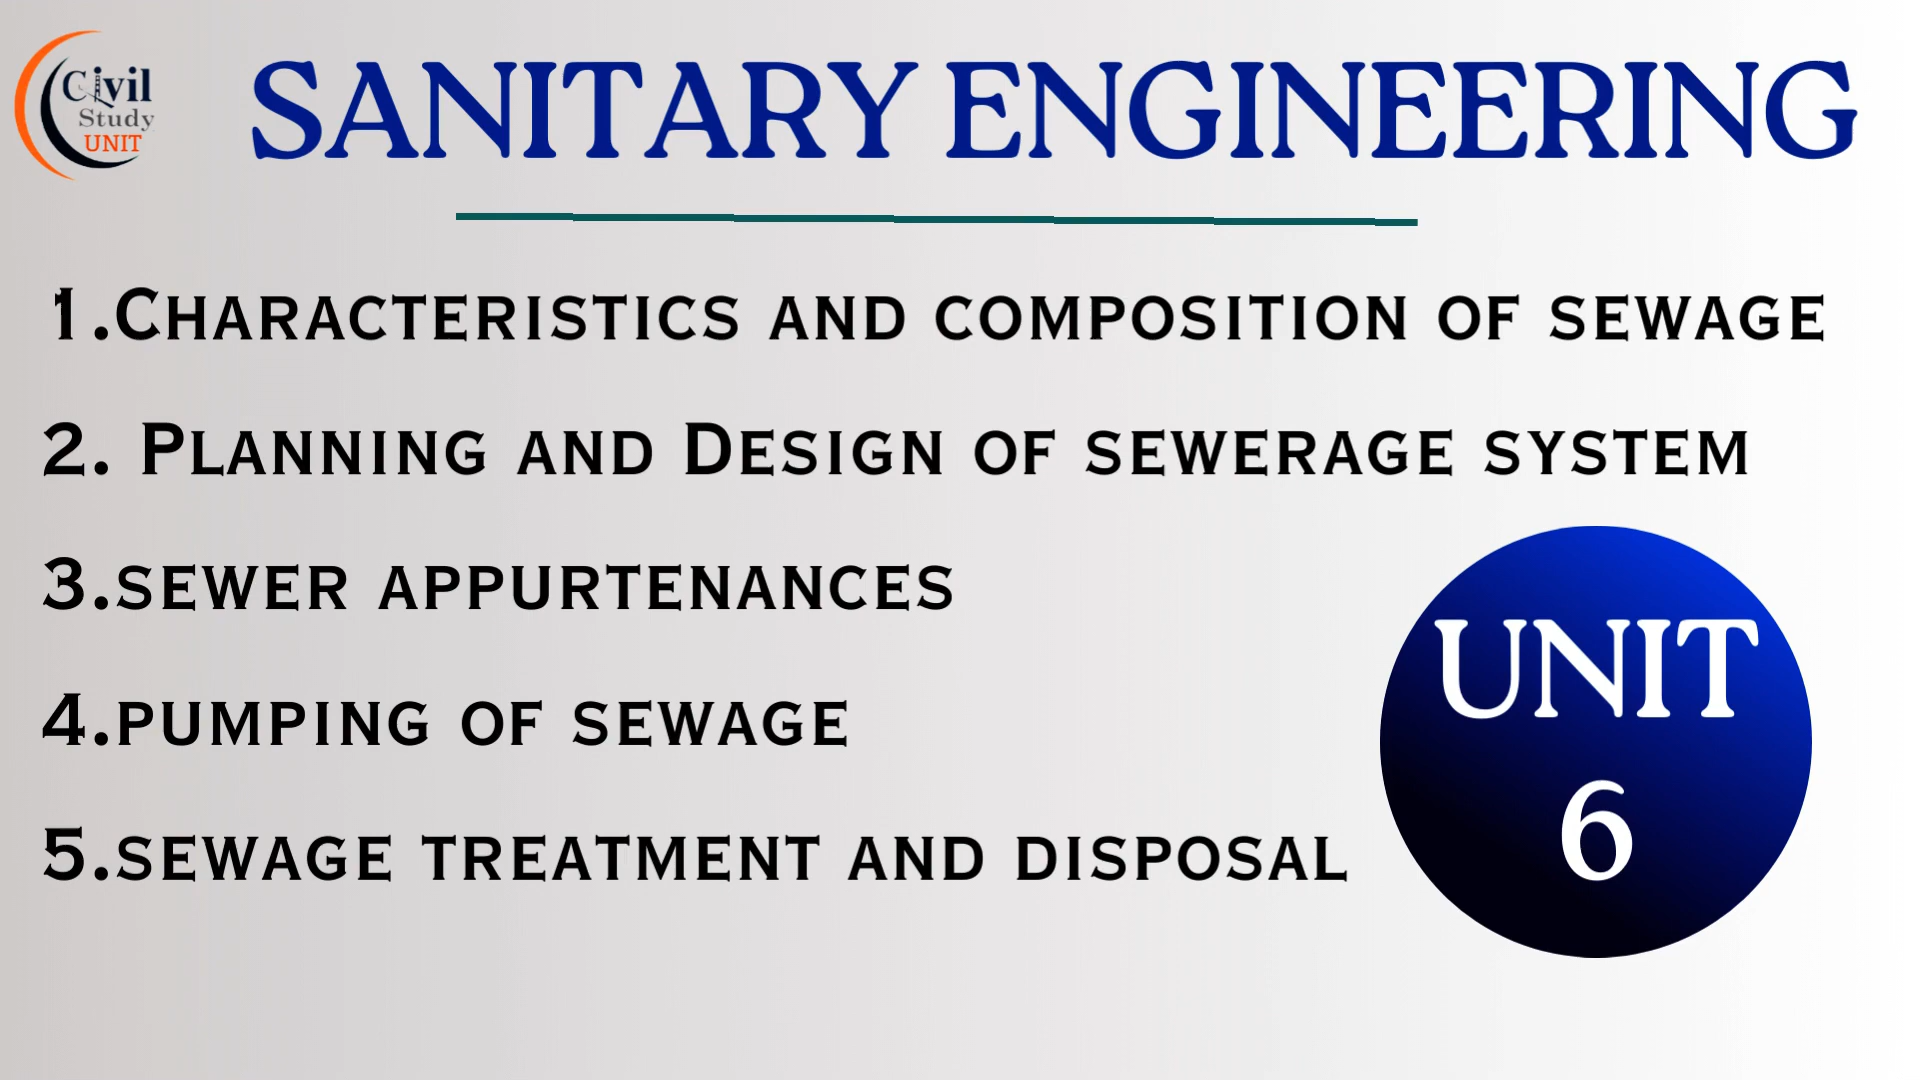 Civil
Study
UNIT
SANITARY ENGINEERING
1.Characteristics and composition of sewage
2. Planning and Design of sewerage system
3.sewer appurtenances
4.pumping of sewage
5.sewage treatment and disposal
UNIT
6